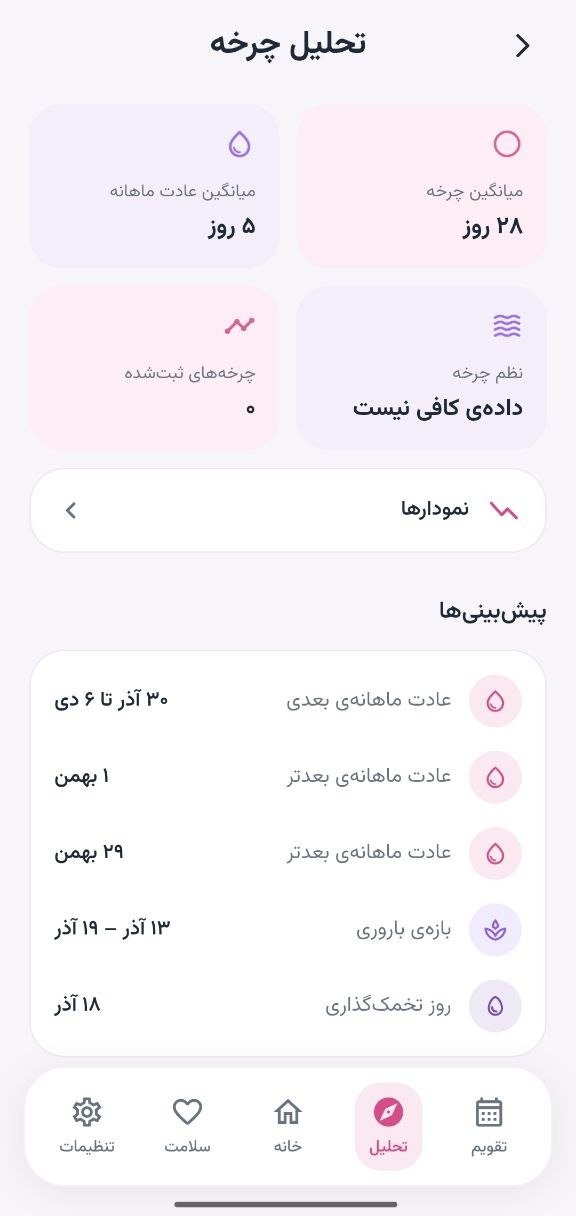 تحلیل چرخه
میانگین چرخه
۲۸ روز
میانگین عادت ماهانه
۵ روز
نظم چرخه
داده‌ی کافی نیست
چرخه‌های ثبت‌شده
۰
نمودارها
پیش‌بینی‌ها
عادت ماهانه‌ی بعدی ۳۰ آذر تا ۶ دی
عادت ماهانه‌ی بعدتر ۱ بهمن
عادت ماهانه‌ی بعدتر ۲۹ بهمن
بازه‌ی باروری ۱۳ آذر – ۱۹ آذر
روز تخمک‌گذاری ۱۸ آذر
تقویم تحلیل خانه سلامت تنظیمات